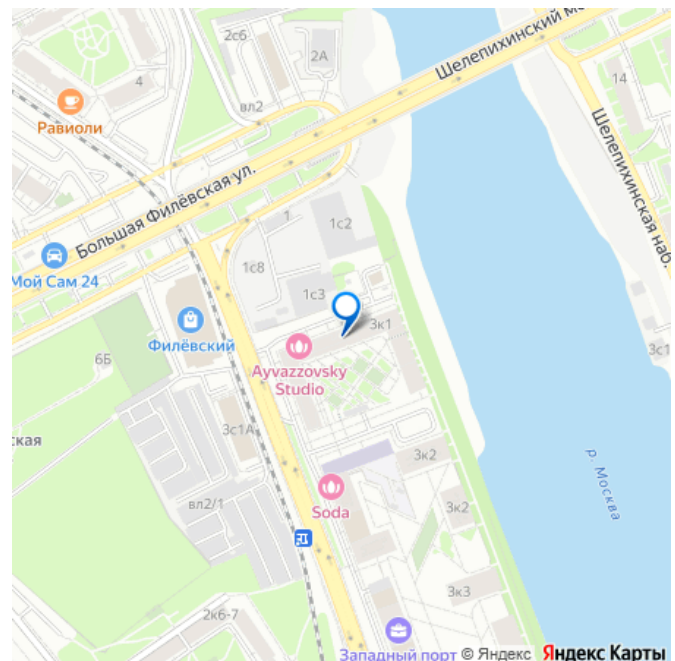 2с6
2А
Шелепихинский мо
4
вл2
14
Равиоли
Шелепихинская наб.
Большая Филёвская ул.
1
1с2
1с8
Мой Сам 24
1с3
3к1
Филёвский
3с1
6Б
Ayvazzovsky
Studio
ская
3с1А
3к2
р. Москва
вл2/1
Soda
3к2
3к3
2к6-7
Западный порт
© Яндекс Яндекс Карты